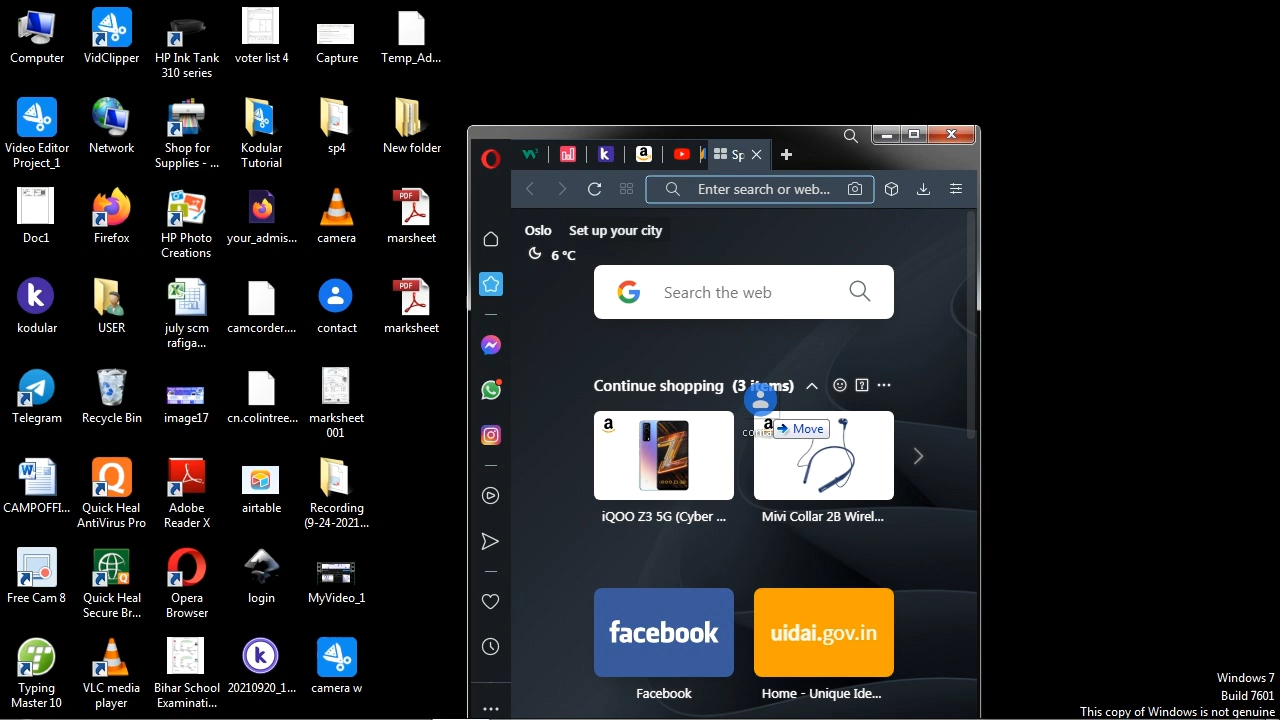 Computer
VidClipper
HP Ink Tank
310 series
voter list 4
Capture
Temp_Ad...
Video Editor
Project_1
Network
Shop for
Supplies - ...
Kodular
Tutorial
sp4
New folder
Doc1
Firefox
HP Photo
Creations
your_admis...
camera
PDF
marsheet
kodular
USER
july scm
rafiga...
camcorder....
contact
PDF
marksheet
Telegram
Recycle Bin
image17
cn.colintree...
marksheet
001
CAMPOFFI...
Quick Heal
AntiVirus Pro
Adobe
Reader X
airtable
Recording
(9-24-2021...
Free Cam 8
Quick Heal
Secure Br...
Opera
Browser
login
MyVideo_1
Typing
Master 10
VLC media
player
Bihar School
Examinati...
20210920_1...
camera w
Sp
Enter search or web...
Oslo Set up your city
6 °C
Search the web
Continue shopping (3 items)
Move
iQOO Z3 5G (Cyber ...
Mivi Collar 2B Wirel...
facebook
uidai.gov.in
Facebook
Home - Unique Ide...
Windows 7
Build 7601
This copy of Windows is not genuine